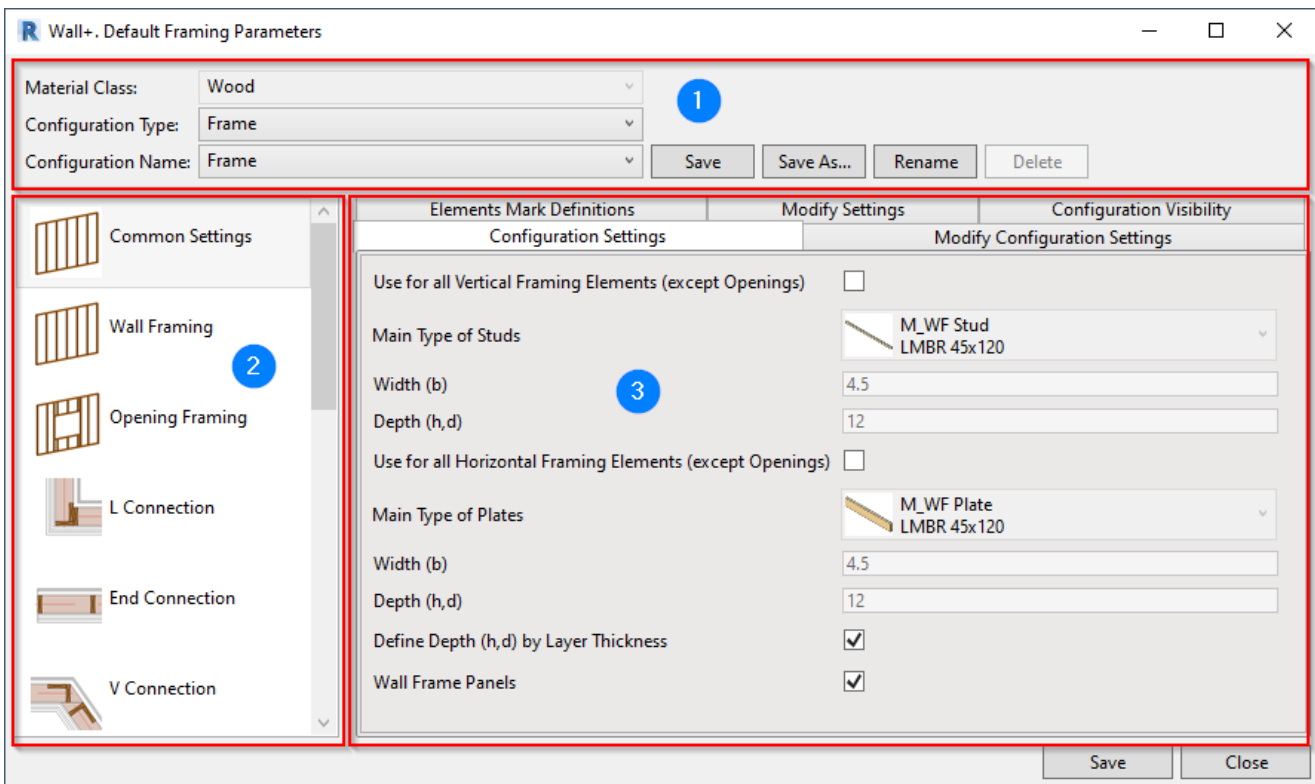 R Wall+. Default Framing Parameters
Material Class: Wood
1
Configuration Type: Frame
Configuration Name: Frame Save Save As... Rename Delete
Common Settings
Wall Framing
2
Opening Framing
L Connection
End Connection
V Connection
Elements Mark Definitions Modify Settings Configuration Visibility
Configuration Settings Modify Configuration Settings
Use for all Vertical Framing Elements (except Openings)
Main Type of Studs M_WF Stud
LMBR 45x120
Width (b) 4.5
3
Depth (h,d) 12
Use for all Horizontal Framing Elements (except Openings)
Main Type of Plates M_WF Plate
LMBR 45x120
Width (b) 4.5
Depth (h,d) 12
Define Depth (h,d) by Layer Thickness
Wall Frame Panels
Save Close